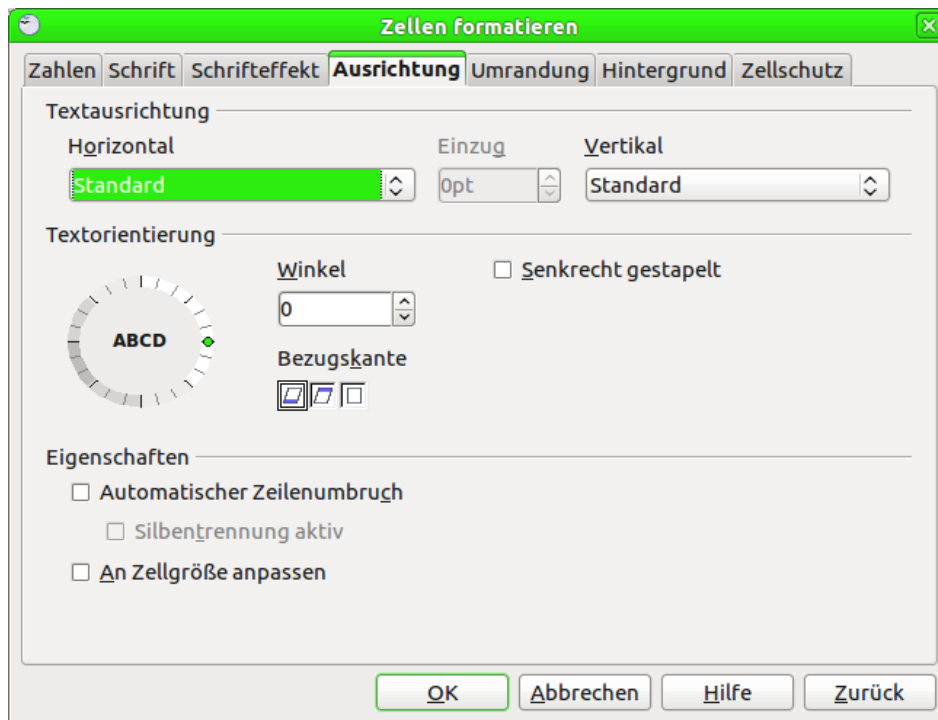 Zellen formatieren
Zahlen Schrift Schrifteffekt Ausrichtung Umrandung Hintergrund Zellschutz
Textausrichtung
Horizontal Einzug Vertikal
Standard 0pt Standard
Textorientierung
Winkel Senkrecht gestapelt
0
ABCD
Bezugskante
Eigenschaften
Automatischer Zeilenumbruch
Silbentrennung aktiv
An Zellgröße anpassen
OK Abbrechen Hilfe Zurück